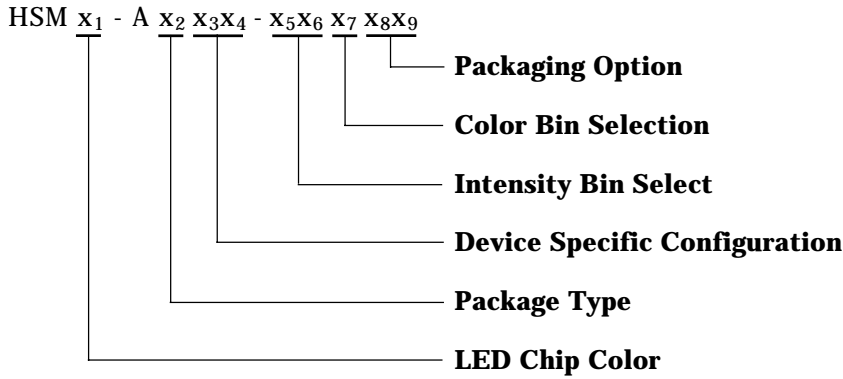 HSM x₁ - A x₂ x₃x₄ - x₅x₆ x₇ x₈x₉
Packaging Option
Color Bin Selection
Intensity Bin Select
Device Specific Configuration
Package Type
LED Chip Color